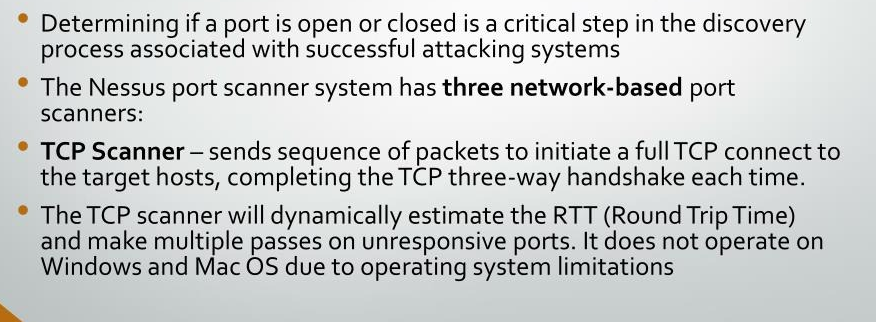 • Determining if a port is open or closed is a critical step in the discovery
process associated with successful attacking systems
• The Nessus port scanner system has three network-based port
scanners:
• TCP Scanner – sends sequence of packets to initiate a full TCP connect to
the target hosts, completing the TCP three-way handshake each time.
• The TCP scanner will dynamically estimate the RTT (Round Trip Time)
and make multiple passes on unresponsive ports. It does not operate on
Windows and Mac OS due to operating system limitations